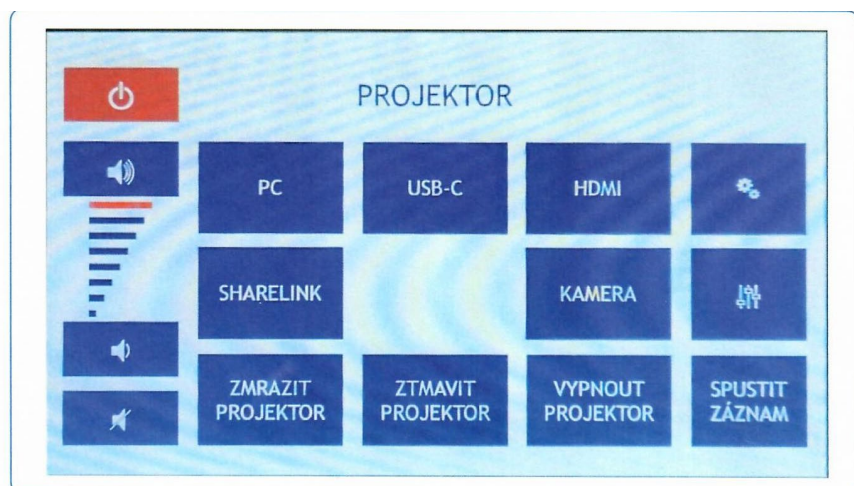 PROJEKTOR
PC
USB-C
HDMI
SHARELINK
KAMERA
ZMRAZIT
PROJEKTOR
ZTMAVIT
PROJEKTOR
VYPNOUT
PROJEKTOR
SPUSTIT
ZÁZNAM